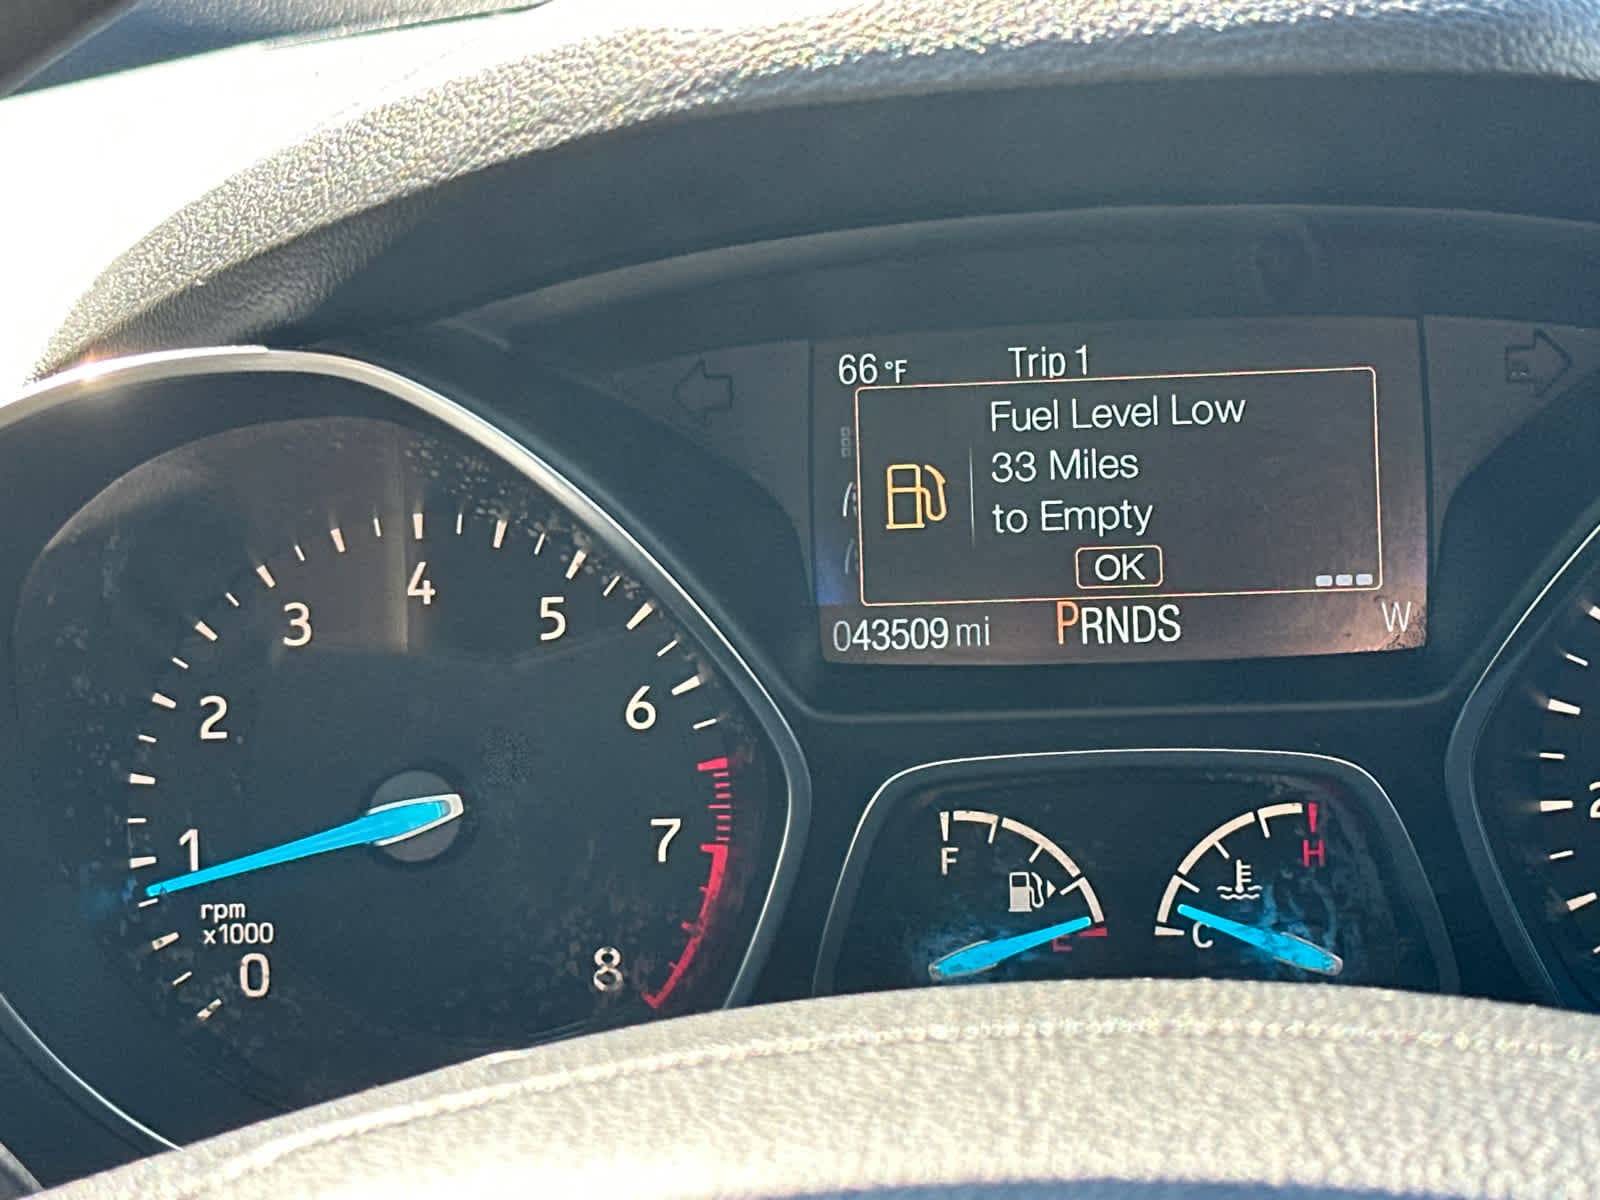 66 °F Trip 1
Fuel Level Low
33 Miles
to Empty
OK
043509 mi PRNDS W
0
1
2
3
4
5
6
7
8
rpm
x1000
F
E
C
H
2